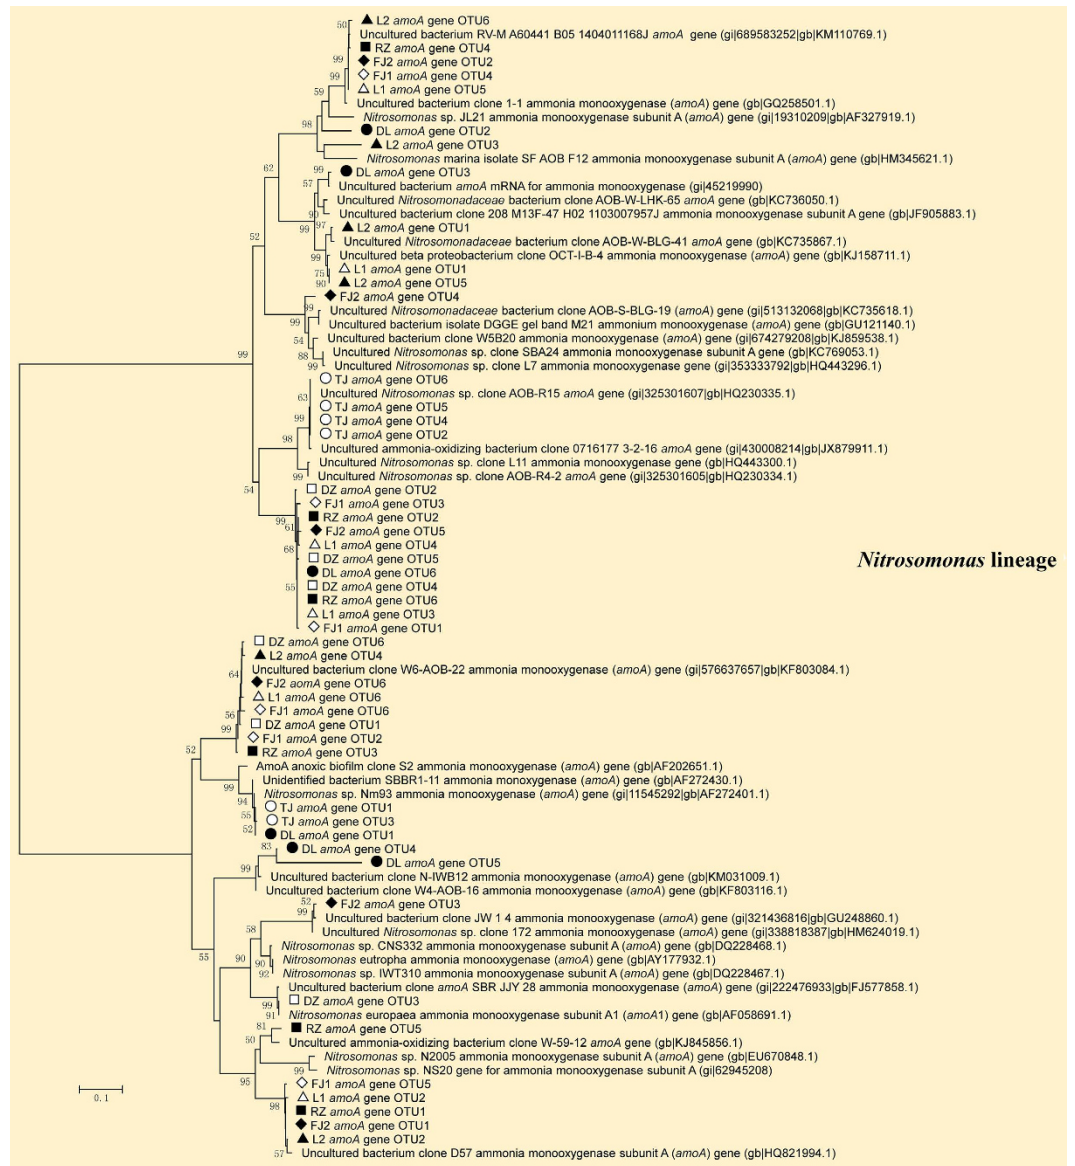 L2 amoA gene OTU6
50
Uncultured bacterium RV-M A60441 B05 1404011168J amoA gene (gi|689583252|gb|KM110769.1)
RZ amoA gene OTU4
99
FJ2 amoA gene OTU2
99
FJ1 amoA gene OTU4
59
L1 amoA gene OTU5
Uncultured bacterium clone 1-1 ammonia monooxygenase (amoA) gene (gb|GQ258501.1)
Nitrosomonas sp. JL21 ammonia monooxygenase subunit A (amoA) gene (gi|19310209|gb|AF327919.1)
98
DL amoA gene OTU2
L2 amoA gene OTU3
Nitrosomonas marina isolate SF AOB F12 ammonia monooxygenase subunit A (amoA) gene (gb|HM345621.1)
62
99
DL amoA gene OTU3
57
Uncultured bacterium amoA mRNA for ammonia monooxygenase (gi|45219990)
Uncultured Nitrosomonadaceae bacterium clone AOB-W-LHK-65 amoA gene (gb|KC736050.1)
90
Uncultured bacterium clone 208 M13F-47 H02 1103007957J ammonia monooxygenase subunit A gene (gb|JF905883.1)
99
97
L2 amoA gene OTU1
52
Uncultured Nitrosomonadaceae bacterium clone AOB-W-BLG-41 amoA gene (gb|KC735867.1)
99
Uncultured beta proteobacterium clone OCT-I-B-4 ammonia monooxygenase (amoA) gene (gb|KJ158711.1)
75
L1 amoA gene OTU1
90
L2 amoA gene OTU5
FJ2 amoA gene OTU4
99
Uncultured Nitrosomonadaceae bacterium clone AOB-S-BLG-19 (amoA) gene (gi|513132068|gb|KC735618.1)
99
Uncultured bacterium isolate DGGE gel band M21 ammonium monooxygenase (amoA) gene (gb|GU121140.1)
54
Uncultured bacterium clone W5B20 ammonia monooxygenase (amoA) gene (gi|674279208|gb|KJ859538.1)
88
Uncultured Nitrosomonas sp. clone SBA24 ammonia monooxygenase subunit A gene (gb|KC769053.1)
99
99
Uncultured Nitrosomonas sp. clone L7 ammonia monooxygenase gene (gi|353333792|gb|HQ443296.1)
TJ amoA gene OTU6
63
Uncultured Nitrosomonas sp. clone AOB-R15 amoA gene (gi|325301607|gb|HQ230335.1)
TJ amoA gene OTU5
99
TJ amoA gene OTU4
98
TJ amoA gene OTU2
Uncultured ammonia-oxidizing bacterium clone 0716177 3-2-16 amoA gene (gi|430008214|gb|JX879911.1)
Uncultured Nitrosomonas sp. clone L11 ammonia monooxygenase gene (gb|HQ443300.1)
99
Uncultured Nitrosomonas sp. clone AOB-R4-2 amoA gene (gi|325301605|gb|HQ230334.1)
54
DZ amoA gene OTU2
FJ1 amoA gene OTU3
99
RZ amoA gene OTU2
61
FJ2 amoA gene OTU5
68
L1 amoA gene OTU4
DZ amoA gene OTU5
Nitrosomonas lineage
DL amoA gene OTU6
55
DZ amoA gene OTU4
RZ amoA gene OTU6
L1 amoA gene OTU3
FJ1 amoA gene OTU1
DZ amoA gene OTU6
L2 amoA gene OTU4
64
Uncultured bacterium clone W6-AOB-22 ammonia monooxygenase (amoA) gene (gi|576637657|gb|KF803084.1)
FJ2 aomA gene OTU6
L1 amoA gene OTU6
56
FJ1 amoA gene OTU6
99
DZ amoA gene OTU1
FJ1 amoA gene OTU2
52
RZ amoA gene OTU3
AmoA anoxic biofilm clone S2 ammonia monooxygenase (amoA) gene (gb|AF202651.1)
99
Unidentified bacterium SBBR1-11 ammonia monooxygenase (amoA) gene (gb|AF272430.1)
94
Nitrosomonas sp. Nm93 ammonia monooxygenase (amoA) gene (gi|11545292|gb|AF272401.1)
TJ amoA gene OTU1
55
TJ amoA gene OTU3
52
DL amoA gene OTU1
83
DL amoA gene OTU4
DL amoA gene OTU5
99
Uncultured bacterium clone N-IWB12 ammonia monooxygenase (amoA) gene (gb|KM031009.1)
Uncultured bacterium clone W4-AOB-16 ammonia monooxygenase (amoA) gene (gb|KF803116.1)
52
FJ2 amoA gene OTU3
99
Uncultured bacterium clone JW 1 4 ammonia monooxygenase (amoA) gene (gi|321436816|gb|GU248860.1)
58
Uncultured Nitrosomonas sp. clone 172 ammonia monooxygenase (amoA) gene (gi|338818387|gb|HM624019.1)
55
Nitrosomonas sp. CNS332 ammonia monooxygenase subunit A (amoA) gene (gb|DQ228468.1)
90
90
Nitrosomonas eutropha ammonia monooxygenase (amoA) gene (gb|AY177932.1)
92
Nitrosomonas sp. IWT310 ammonia monooxygenase subunit A (amoA) gene (gb|DQ228467.1)
Uncultured bacterium clone amoA SBR JJY 28 ammonia monooxygenase (amoA) gene (gi|222476933|gb|FJ577858.1)
99
DZ amoA gene OTU3
91
Nitrosomonas europaea ammonia monooxygenase subunit A1 (amoA1) gene (gb|AF058691.1)
81
RZ amoA gene OTU5
50
Uncultured ammonia-oxidizing bacterium clone W-59-12 amoA gene (gb|KJ845856.1)
Nitrosomonas sp. N2005 ammonia monooxygenase subunit A (amoA) gene (gb|EU670848.1)
99
Nitrosomonas sp. NS20 gene for ammonia monooxygenase subunit A (gi|62945208)
95
FJ1 amoA gene OTU5
0.1
L1 amoA gene OTU2
98
RZ amoA gene OTU1
FJ2 amoA gene OTU1
L2 amoA gene OTU2
57
Uncultured bacterium clone D57 ammonia monooxygenase subunit A (amoA) gene (gb|HQ821994.1)